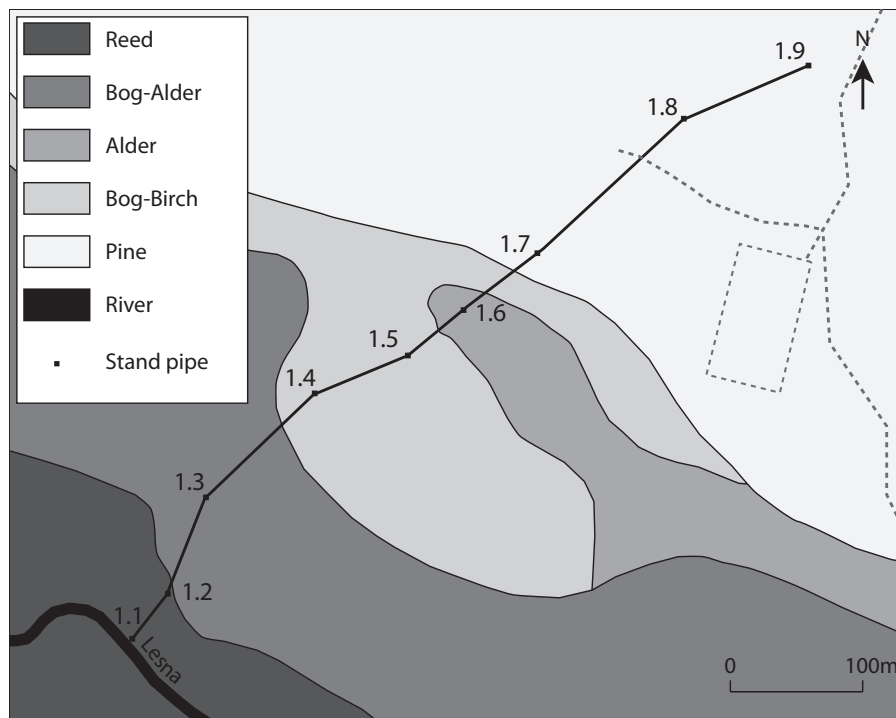 Reed
Bog-Alder
Alder
Bog-Birch
Pine
River
Stand pipe
N
1.9
1.8
1.7
1.6
1.5
1.4
1.3
1.2
1.1
Lesna
0 100m